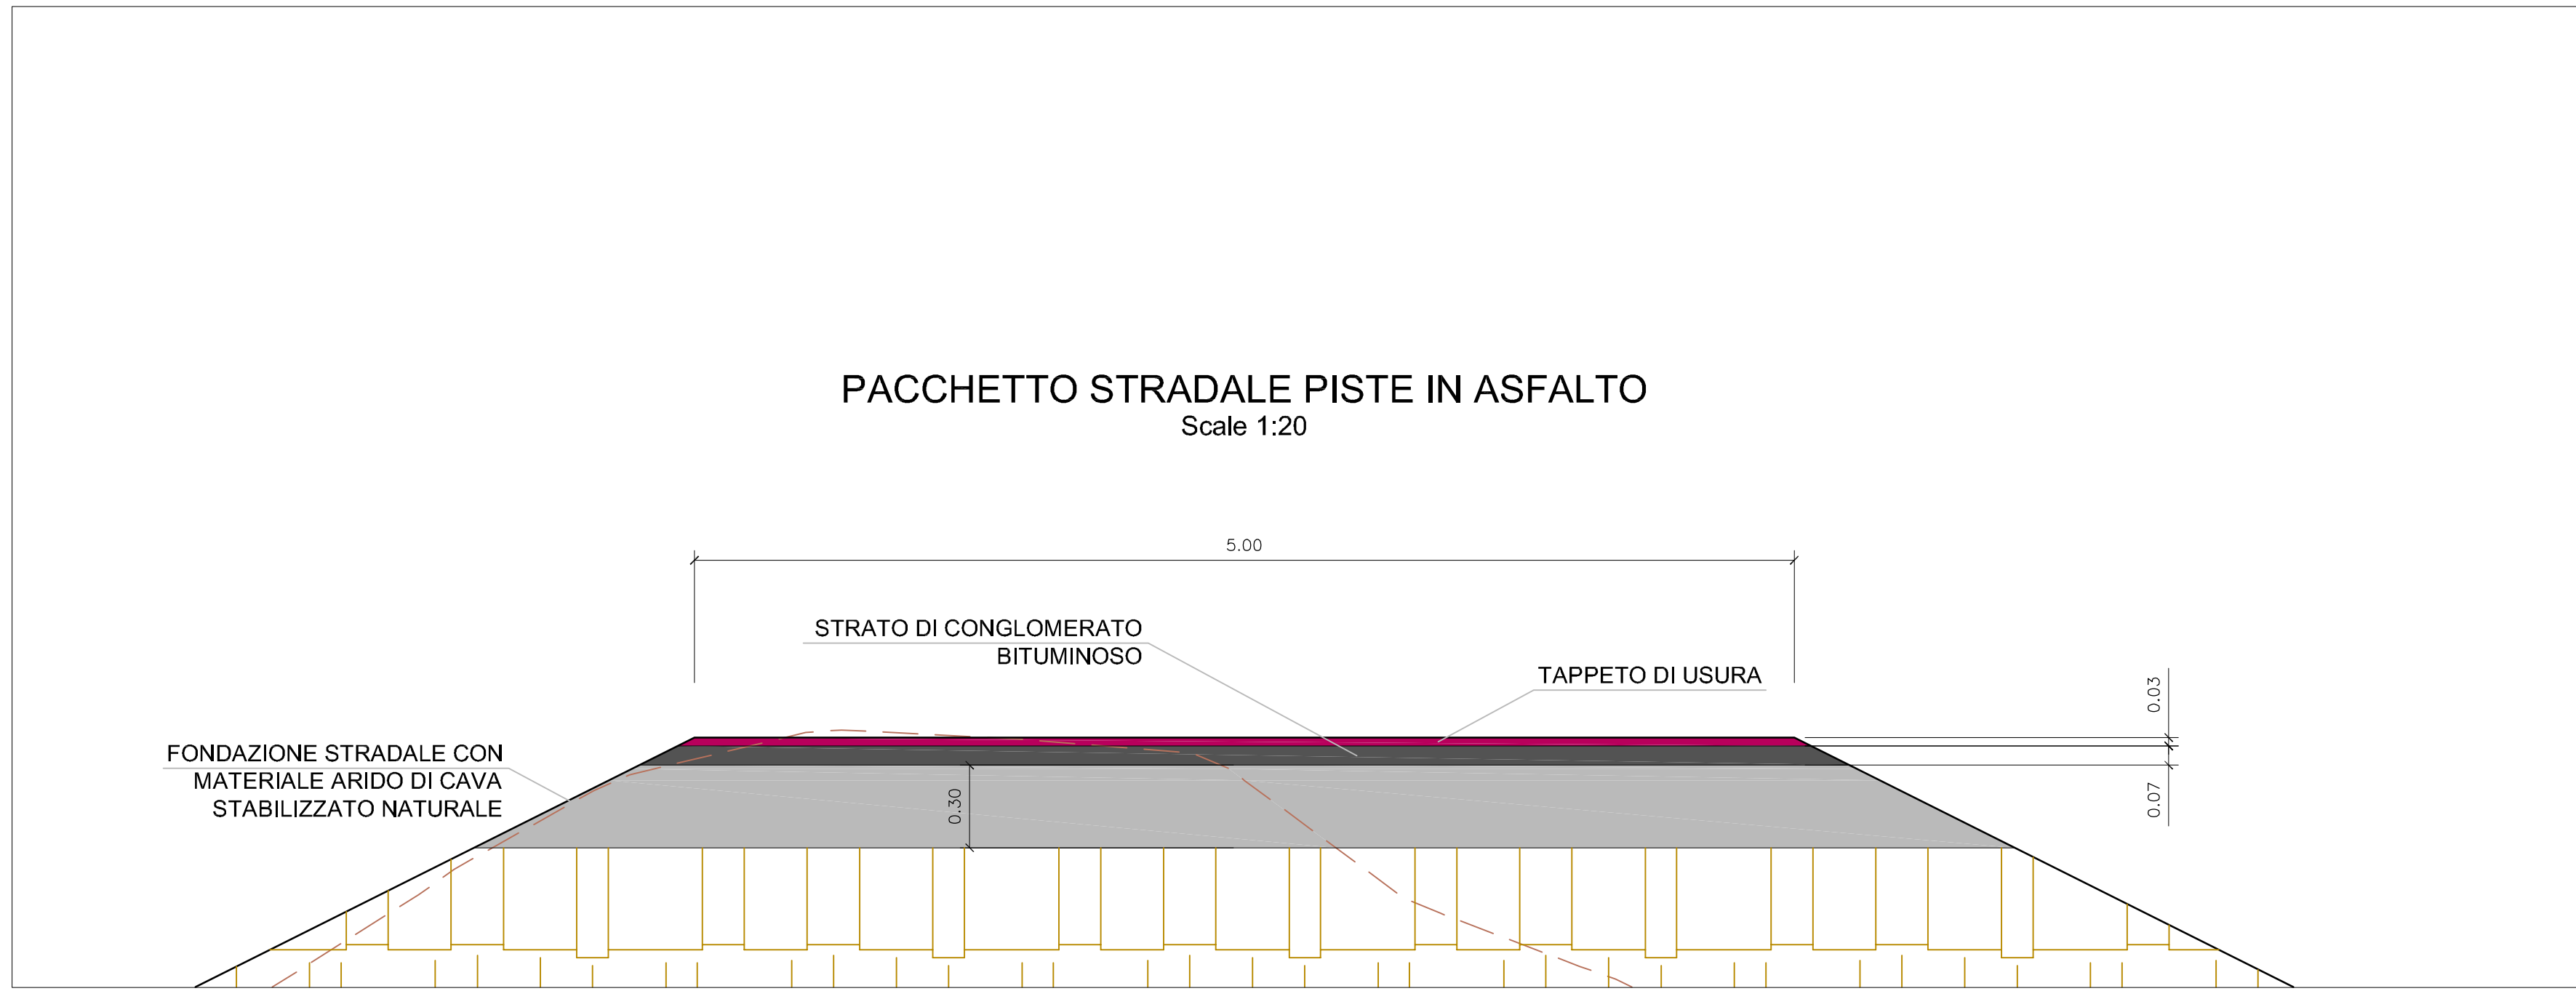 PACCHETTO STRADALE PISTE IN ASFALTO
Scale 1:20
5.00
STRATO DI CONGLOMERATO
BITUMINOSO
TAPPETO DI USURA
0.03
FONDAZIONE STRADALE CON
MATERIALE ARIDO DI CAVA
STABILIZZATO NATURALE
0.30
0.07